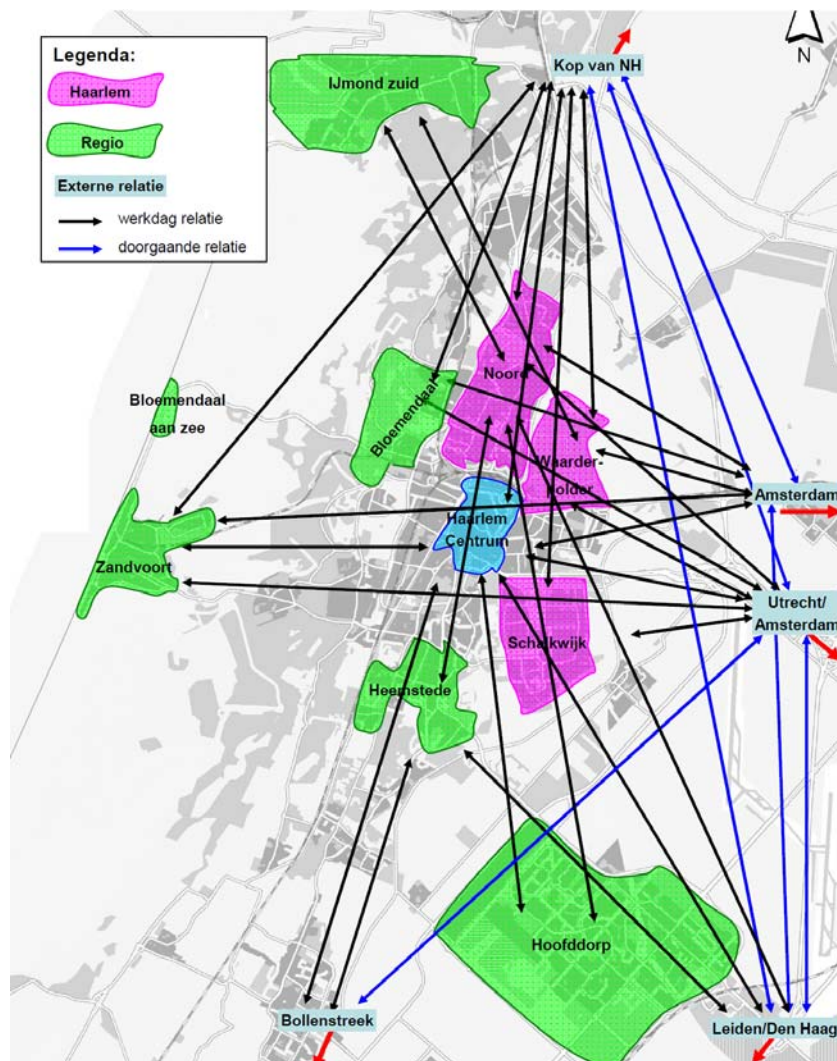 Legenda:
Haarlem
Regio
Externe relatie
werkdag relatie
doorgaande relatie
IJmond zuid
Kop van NH
N
Noord
Bloemendaal
Bloemendaal
aan zee
Waarder-
polder
Haarlem
Centrum
Amsterdam
Zandvoort
Utrecht/
Amsterdam
Schalkwijk
Heemstede
Hoofddorp
Bollenstreek
Leiden/Den Haag